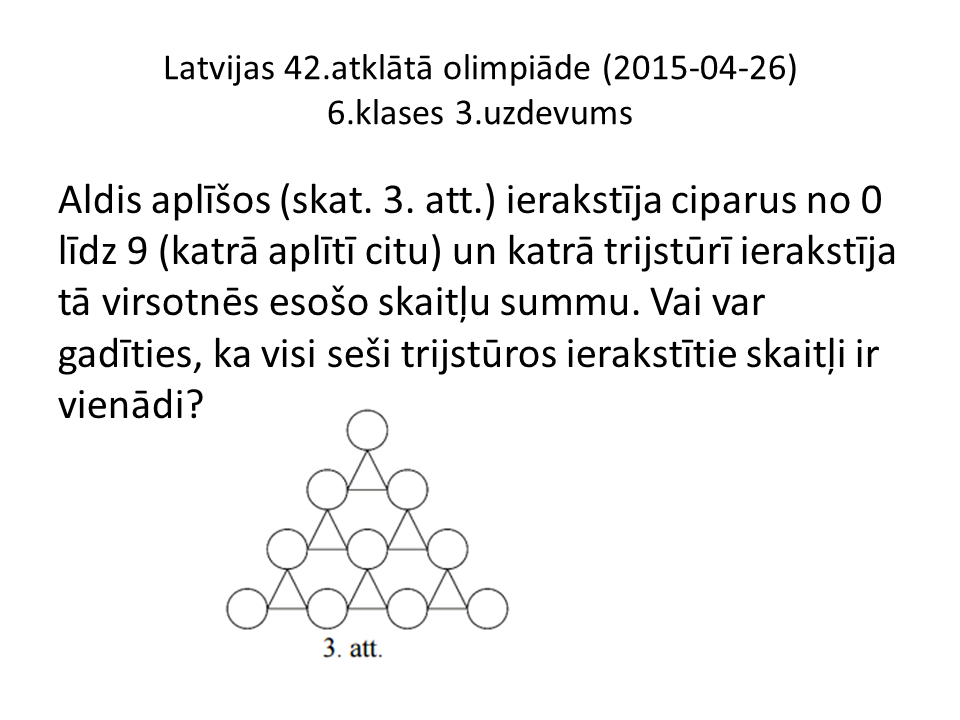 Latvijas 42.atklātā olimpiāde (2015-04-26)
6.klases 3.uzdevums
Aldis aplīšos (skat. 3. att.) ierakstīja ciparus no 0
līdz 9 (katrā aplītī citu) un katrā trijstūrī ierakstīja
tā virsotnēs esošo skaitļu summu. Vai var
gadīties, ka visi seši trijstūros ierakstītie skaitļi ir
vienādi?
3. att.